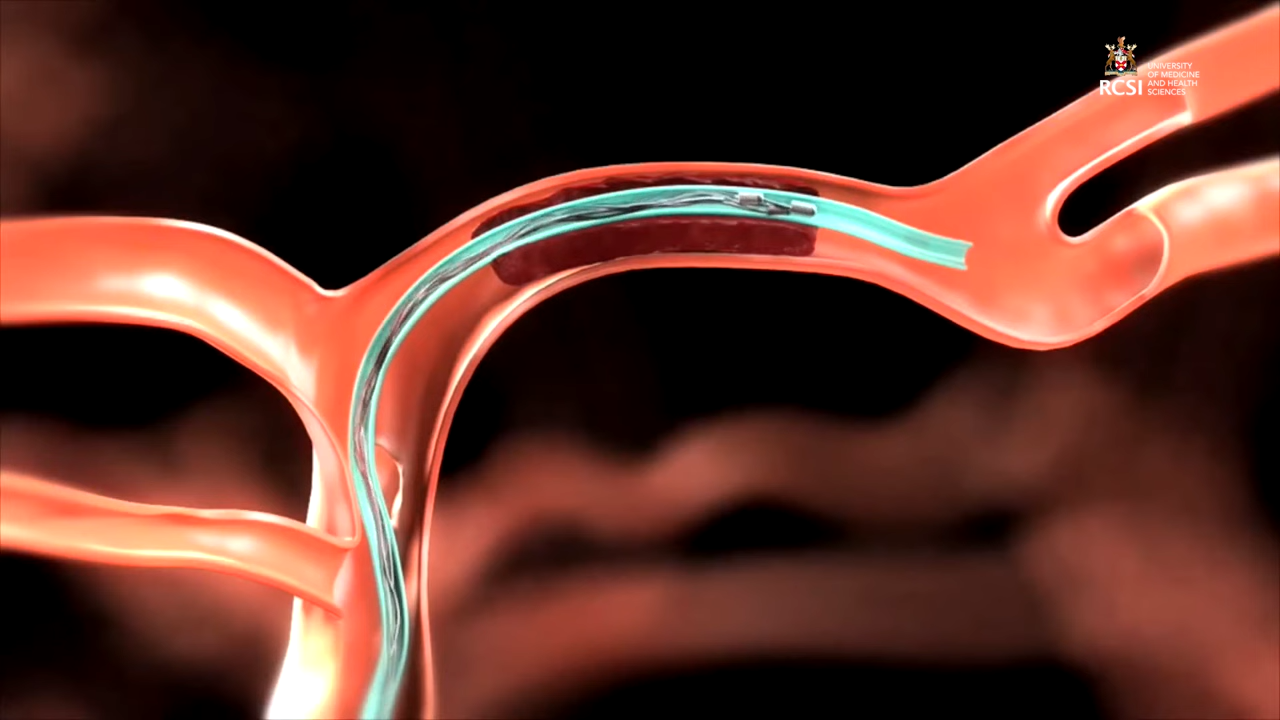 RCSI
UNIVERSITY
OF MEDICINE
AND HEALTH
SCIENCES